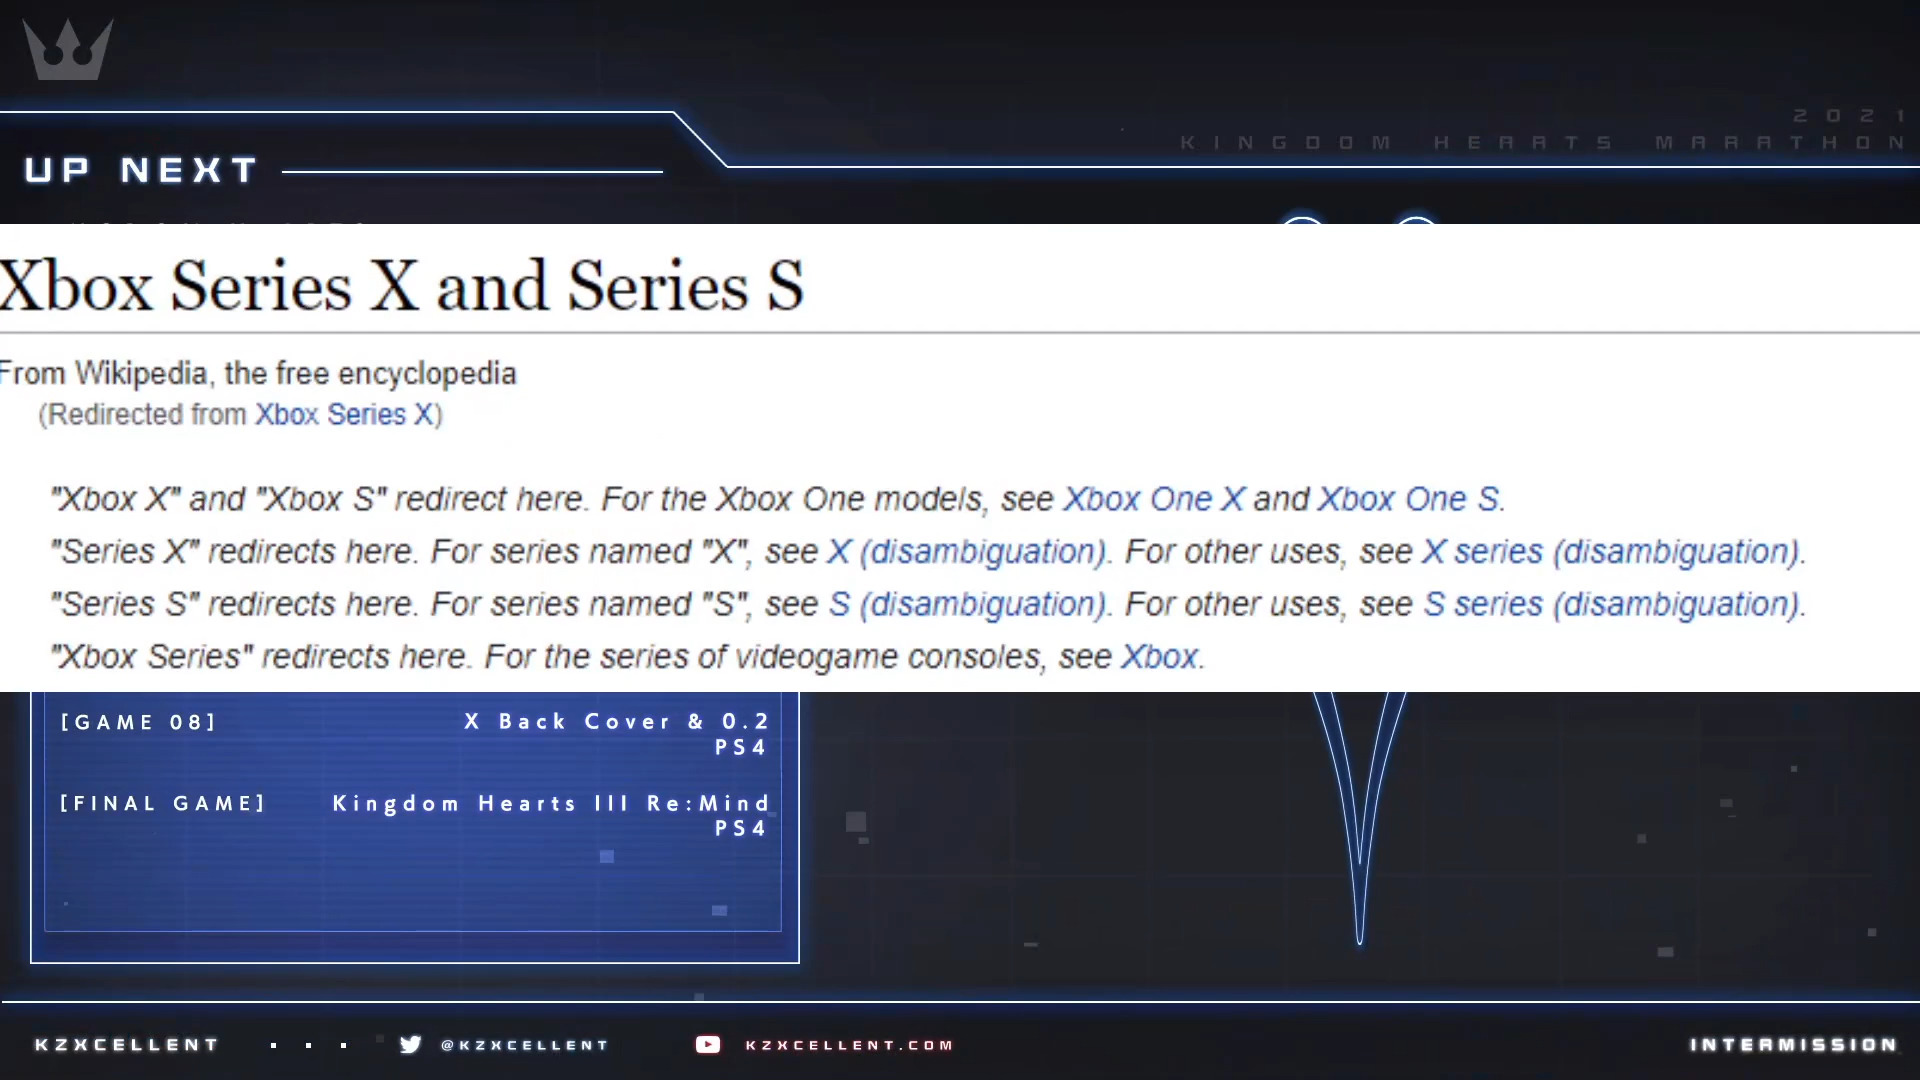 2021
KINGDOM HEARTS MARATHON
UP NEXT
Xbox Series X and Series S
From Wikipedia, the free encyclopedia
(Redirected from Xbox Series X)
"Xbox X" and "Xbox S" redirect here. For the Xbox One models, see Xbox One X and Xbox One S.
"Series X" redirects here. For series named "X", see X (disambiguation). For other uses, see X series (disambiguation).
"Series S" redirects here. For series named "S", see S (disambiguation). For other uses, see S series (disambiguation).
"Xbox Series" redirects here. For the series of videogame consoles, see Xbox.
[GAME 08] X Back Cover & 0.2
PS4
[FINAL GAME] Kingdom Hearts III Re:Mind
PS4
KZXCELLENT @KZXCELLENT KZXCELLENT.COM INTERMISSION